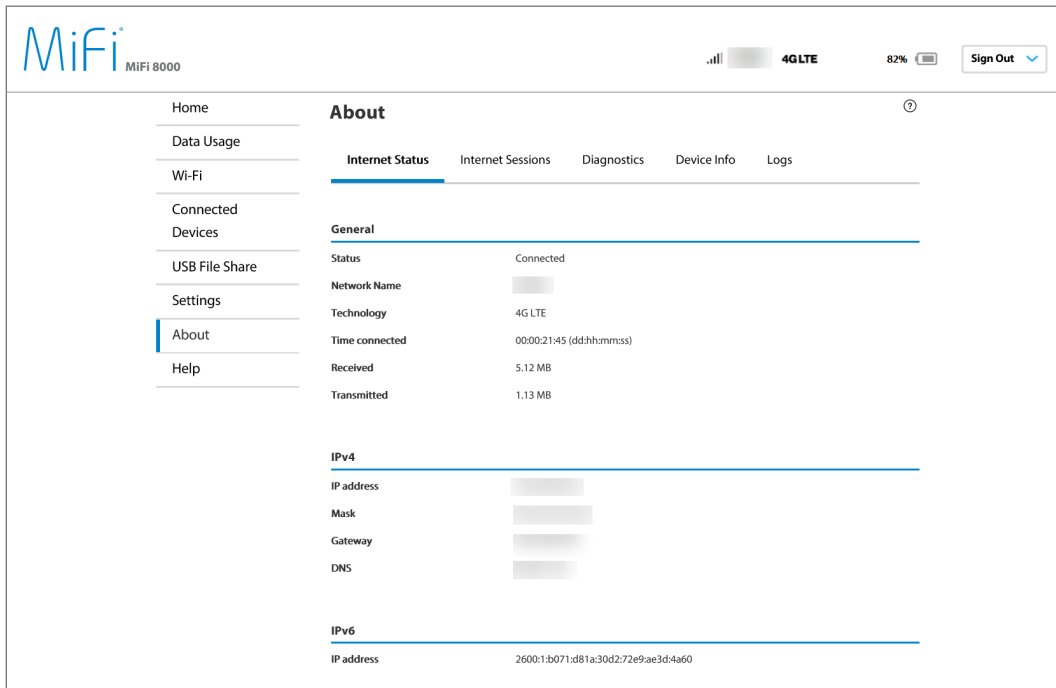 MiFi MiFi 8000
4G LTE
82%
Sign Out
Home
Data Usage
Wi-Fi
Connected
Devices
USB File Share
Settings
About
Help
About
?
Internet Status Internet Sessions Diagnostics Device Info Logs
General
Status Connected
Network Name
Technology 4G LTE
Time connected 00:00:21:45 (dd:hh:mm:ss)
Received 5.12 MB
Transmitted 1.13 MB
IPv4
IP address
Mask
Gateway
DNS
IPv6
IP address 2600:1:b071:d81a:30d2:72e9:ae3d:4a60